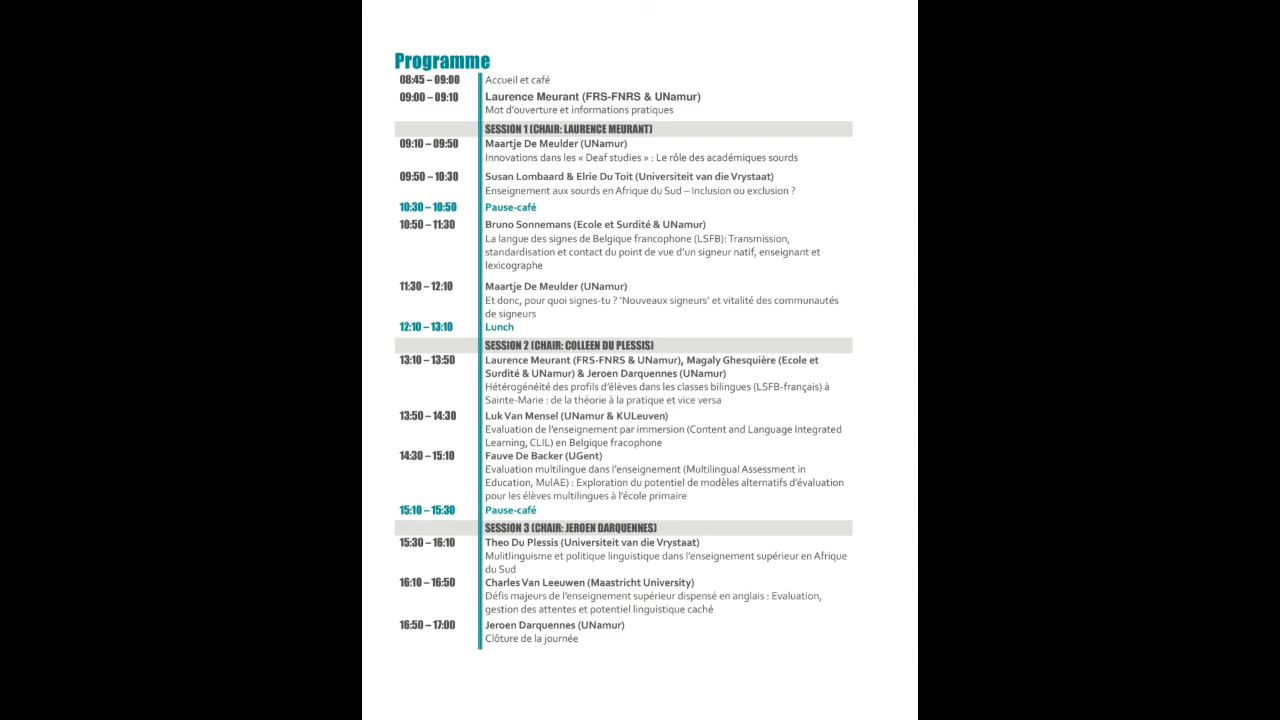 Programme
08:45 – 09:00 Accueil et café
09:00 – 09:10 Laurence Meurant (FRS-FNRS & UNamur)
Mot d'ouverture et informations pratiques
SESSION 1 (CHAIR: LAURENCE MEURANT)
09:10 – 09:50 Maartje De Meulder (UNamur)
Innovations dans les « Deaf studies » : Le rôle des académiques sourds
09:50 – 10:30 Susan Lombaard & Elrie Du Toit (Universiteit van die Vrystaat)
Enseignement aux sourds en Afrique du Sud – Inclusion ou exclusion ?
10:30 – 10:50 Pause-café
10:50 – 11:30 Bruno Sonnemans (Ecole et Surdité & UNamur)
La langue des signes de Belgique francophone (LSFB): Transmission,
standardisation et contact du point de vue d'un signeur natif, enseignant et
lexicographe
11:30 – 12:10 Maartje De Meulder (UNamur)
Et donc, pour quoi signes-tu ? 'Nouveaux signeurs' et vitalité des communautés
de signeurs
12:10 – 13:10 Lunch
SESSION 2 (CHAIR: COLLEEN DU PLESSIS)
13:10 – 13:50 Laurence Meurant (FRS-FNRS & UNamur), Magaly Ghesquière (Ecole et
Surdité & UNamur) & Jeroen Darquennes (UNamur)
Hétérogénéité des profils d'élèves dans les classes bilingues (LSFB-français) à
Sainte-Marie : de la théorie à la pratique et vice versa
13:50 – 14:30 Luk Van Mensel (UNamur & KULeuven)
Evaluation de l'enseignement par immersion (Content and Language Integrated
Learning, CLIL) en Belgique fracophone
14:30 – 15:10 Fauve De Backer (UGent)
Evaluation multilingue dans l'enseignement (Multilingual Assessment in
Education, MulAE) : Exploration du potentiel de modèles alternatifs d'évaluation
pour les élèves multilingues à l'école primaire
15:10 – 15:30 Pause-café
SESSION 3 (CHAIR: JEROEN DARQUENNES)
15:30 – 16:10 Theo Du Plessis (Universiteit van die Vrystaat)
Mulitlinguisme et politique linguistique dans l'enseignement supérieur en Afrique
du Sud
16:10 – 16:50 Charles Van Leeuwen (Maastricht University)
Défis majeurs de l'enseignement supérieur dispensé en anglais : Evaluation,
gestion des attentes et potentiel linguistique caché
16:50 – 17:00 Jeroen Darquennes (UNamur)
Clôture de la journée